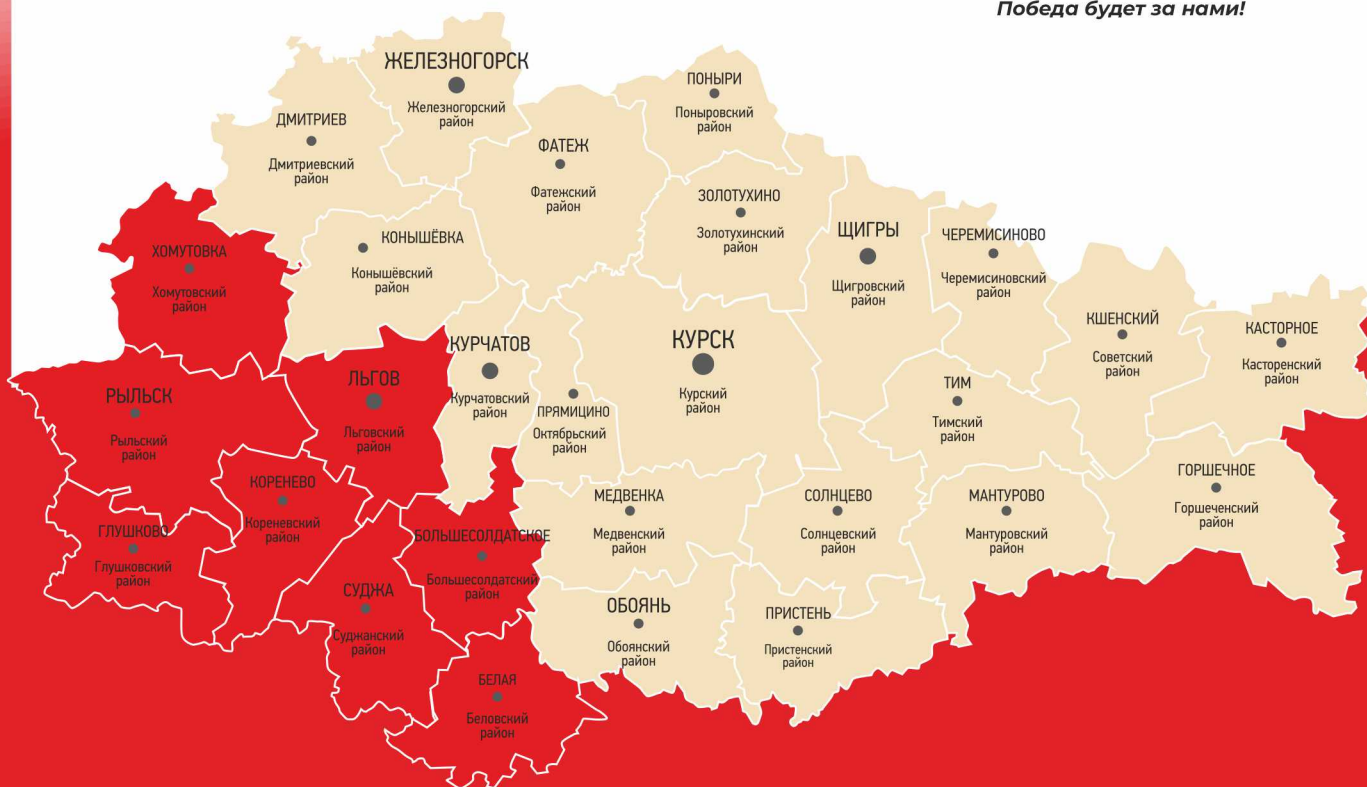 Победа будет за нами!
ЖЕЛЕЗНОГОРСК
Железногорский
район
ПОНЫРИ
Поныровский
район
ДМИТРИЕВ
Дмитриевский
район
ФАТЕЖ
Фатежский
район
ЗОЛОТУХИНО
Золотухинский
район
ЩИГРЫ
Щигровский
район
ЧЕРЕМИСИНОВО
Черемисиновский
район
ХОМУТОВКА
Хомутовский
район
КОНЫШЁВКА
Конышёвский
район
КУРЧАТОВ
Курчатовский
район
КУРСК
Курский
район
КШЕНСКИЙ
Советский
район
КАСТОРНОЕ
Касторенский
район
РЫЛЬСК
Рыльский
район
ЛЬГОВ
Льговский
район
ПРЯМИЦИНО
Октябрьский
район
ТИМ
Тимский
район
КОРЕНЕВО
Кореневский
район
МЕДВЕНКА
Медвенский
район
СОЛНЦЕВО
Солнцевский
район
МАНТУРОВО
Мантуровский
район
ГОРШЕЧНОЕ
Горшеченский
район
ГЛУШКОВО
Глушковский
район
БОЛЬШЕСОЛДАТСКОЕ
Большесолдатский
район
СУДЖА
Суджанский
район
ОБОЯНЬ
Обоянский
район
ПРИСТЕНЬ
Пристенский
район
БЕЛАЯ
Беловский
район